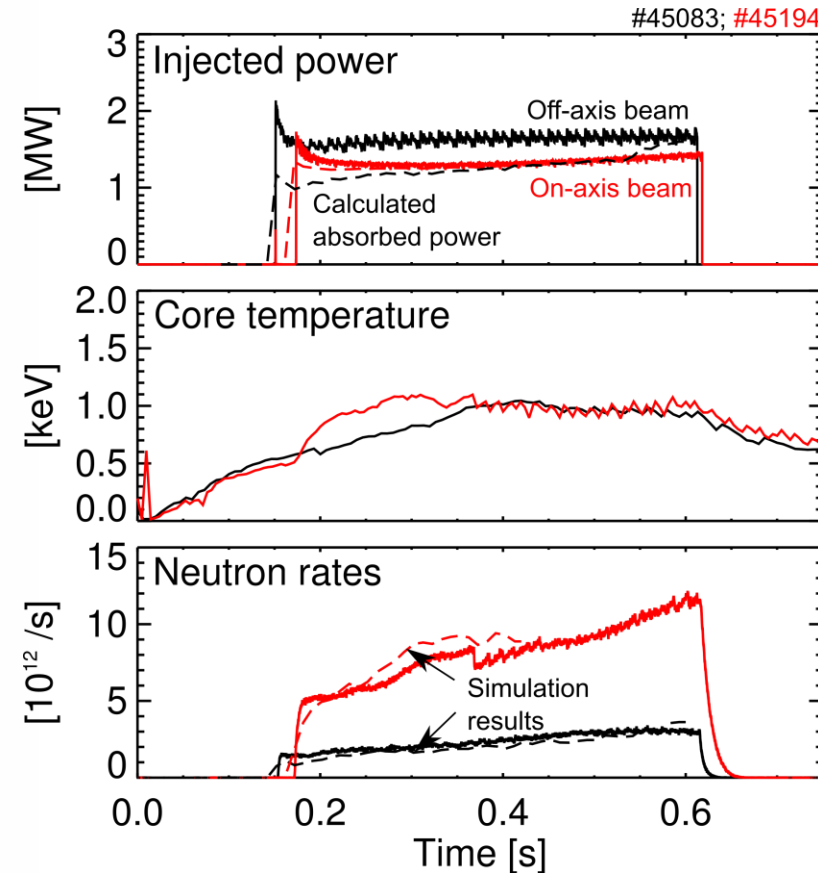 #45083; #45194
Injected power
[MW]
3
2
1
0
Off-axis beam
On-axis beam
Calculated
absorbed power
Core temperature
[keV]
2.0
1.5
1.0
0.5
0.0
Neutron rates
[10¹² /s]
15
10
5
0
Simulation
results
0.0 0.2 0.4 0.6
Time [s]